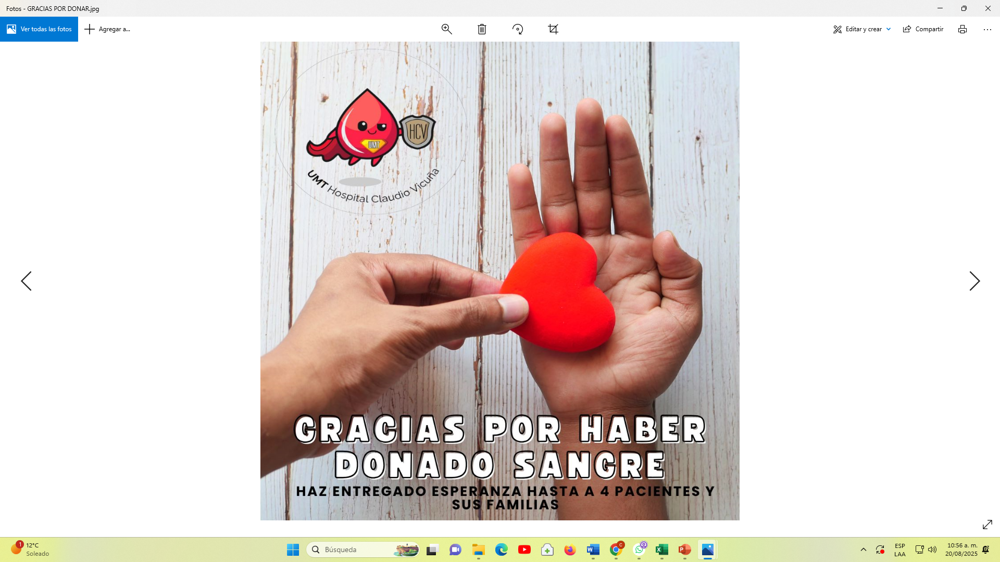 Fotos - GRACIAS POR DONAR.jpg
Ver todas las fotos
Agregar a...
Editar y crear
Compartir
HCV
UMT
UMT Hospital Claudio Vicuña
GRACIAS POR HABER
DONADO SANGRE
HAZ ENTREGADO ESPERANZA HASTA A 4 PACIENTES Y
SUS FAMILIAS
1
12°C
Soleado
Búsqueda
W
C
X
P
ESP
LAA
10:56 a. m.
20/08/2025